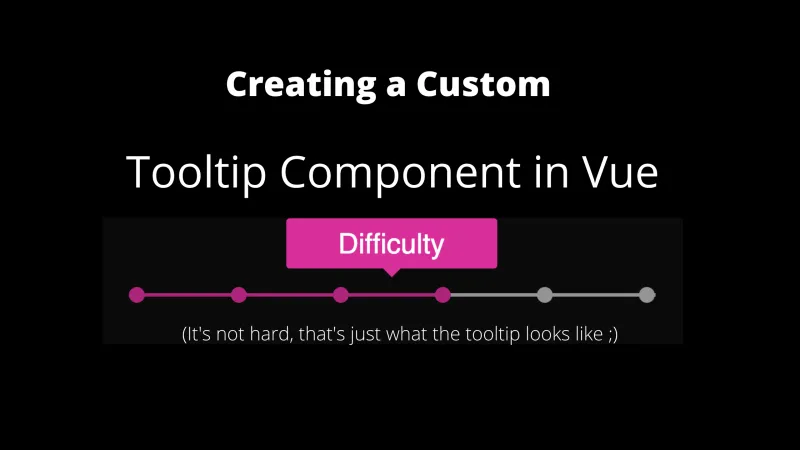 Creating a Custom
Tooltip Component in Vue
Difficulty
(It's not hard, that's just what the tooltip looks like ;)